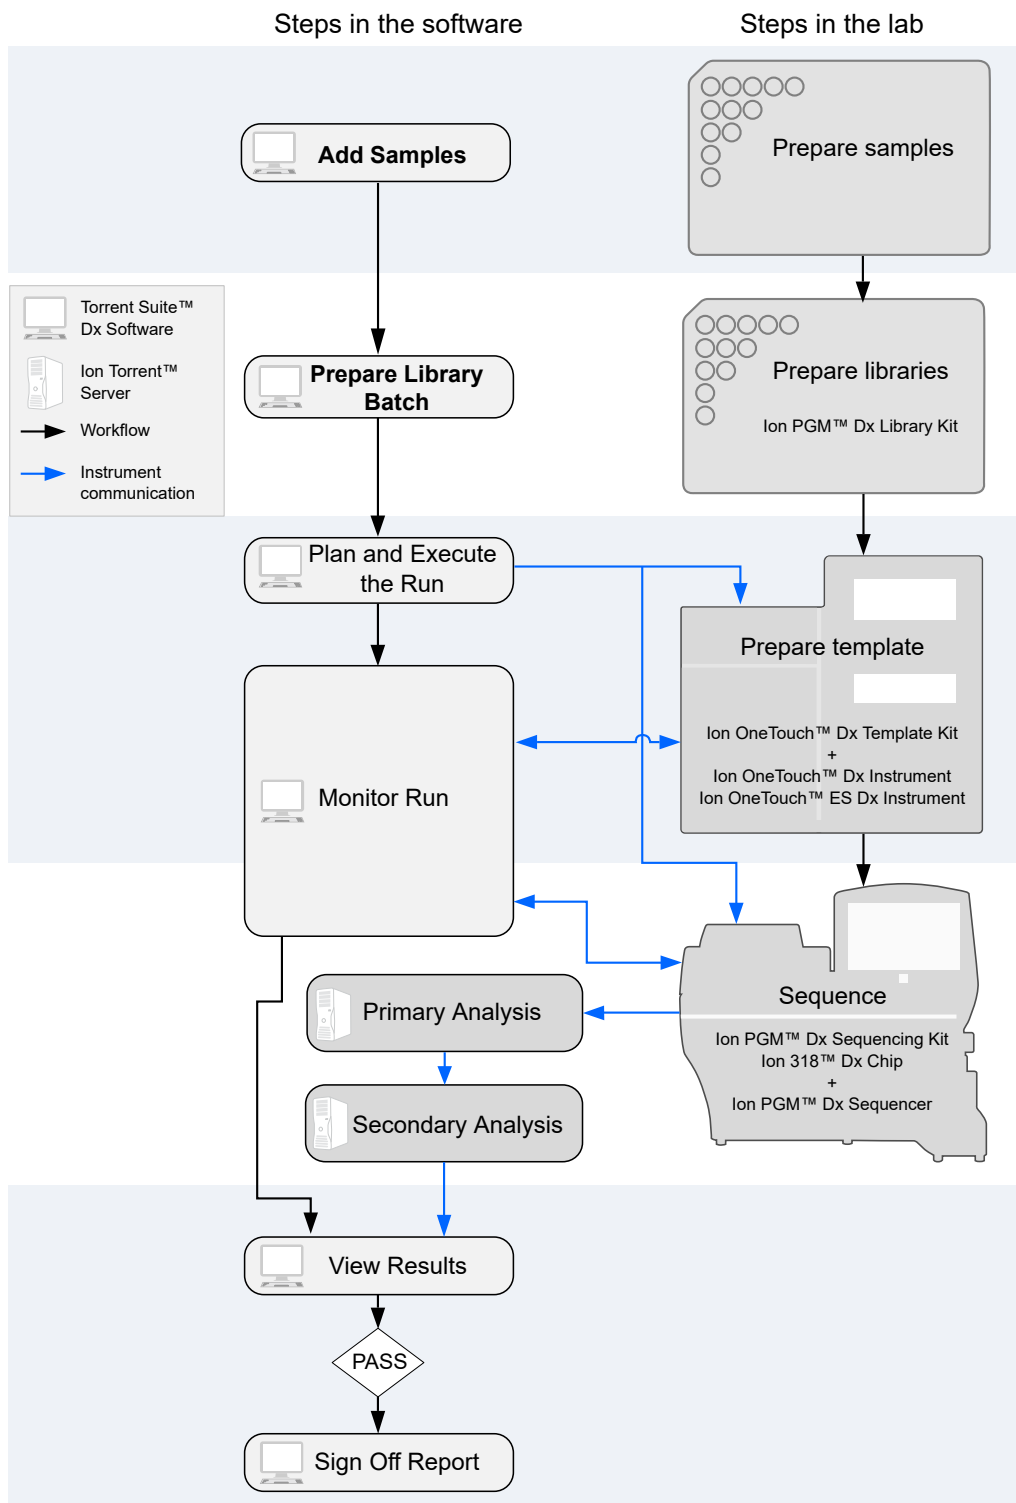 Steps in the software
Steps in the lab
Add Samples
Prepare samples
Torrent Suite™
Dx Software
Ion Torrent™
Server
Workflow
Instrument
communication
Prepare Library
Batch
Prepare libraries
Ion PGM™ Dx Library Kit
Plan and Execute
the Run
Prepare template
Ion OneTouch™ Dx Template Kit
+
Ion OneTouch™ Dx Instrument
Ion OneTouch™ ES Dx Instrument
Monitor Run
Sequence
Ion PGM™ Dx Sequencing Kit
Ion 318™ Dx Chip
+
Ion PGM™ Dx Sequencer
Primary Analysis
Secondary Analysis
View Results
PASS
Sign Off Report